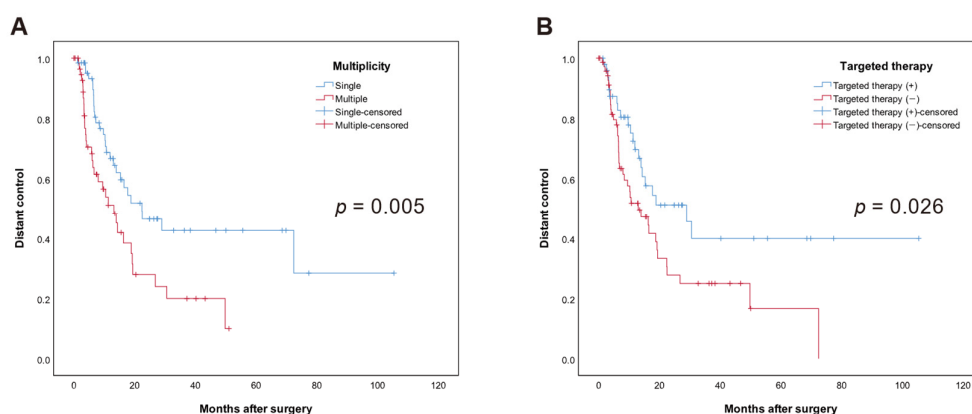 A
Multiplicity
Single
Multiple
Single-censored
Multiple-censored
p = 0.005
Distant control
1.0
0.8
0.6
0.4
0.2
0.0
0 20 40 60 80 100 120
Months after surgery
B
Targeted therapy
Targeted therapy (+)
Targeted therapy (−)
Targeted therapy (+)-censored
Targeted therapy (−)-censored
p = 0.026
Distant control
1.0
0.8
0.6
0.4
0.2
0.0
0 20 40 60 80 100 120
Months after surgery